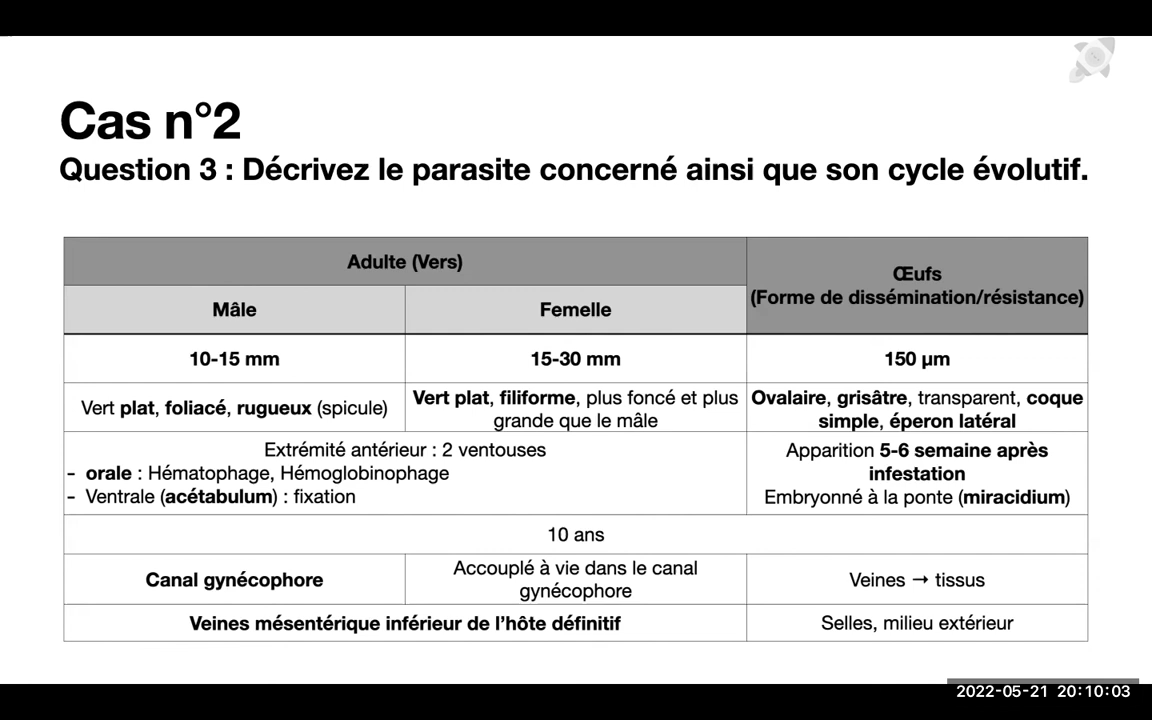 Cas n°2
Question 3 : Décrivez le parasite concerné ainsi que son cycle évolutif.
Adulte (Vers)
Œufs
(Forme de dissémination/résistance)
Mâle
Femelle
10-15 mm
15-30 mm
150 µm
Vert plat, foliacé, rugueux (spicule)
Vert plat, filiforme, plus foncé et plus
grande que le mâle
Ovalaire, grisâtre, transparent, coque
simple, éperon latéral
Extrémité antérieur : 2 ventouses
- orale : Hématophage, Hémoglobinophage
- Ventrale (acétabulum) : fixation
Apparition 5-6 semaine après
infestation
Embryonné à la ponte (miracidium)
10 ans
Canal gynécophore
Accouplé à vie dans le canal
gynécophore
Veines → tissus
Veines mésentérique inférieur de l’hôte définitif
Selles, milieu extérieur
2022-05-21 20:10:03